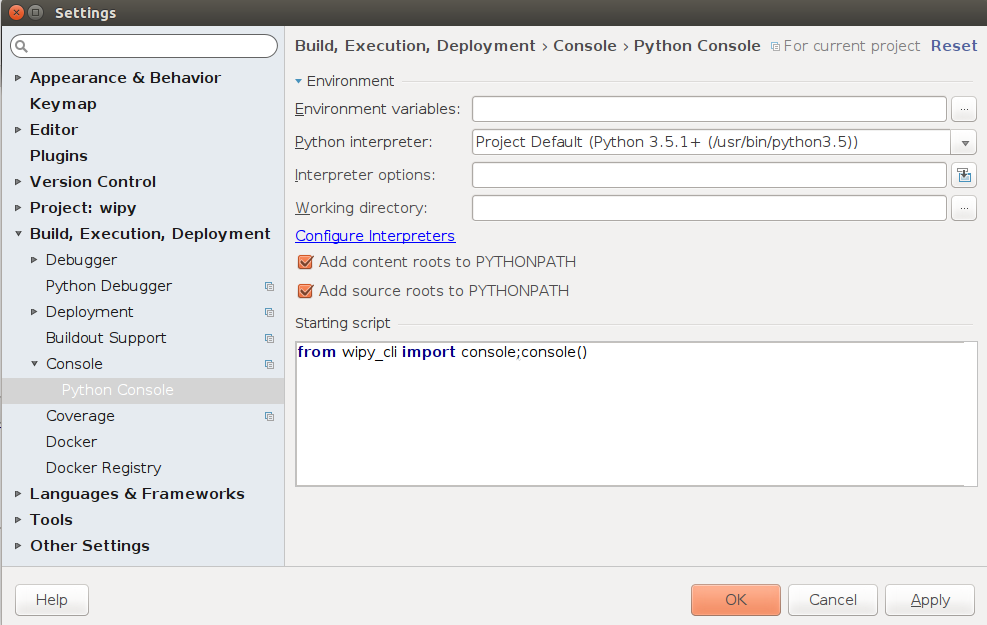 Settings
Appearance & Behavior
Keymap
Editor
Plugins
Version Control
Project: wipy
Build, Execution, Deployment
Debugger
Python Debugger
Deployment
Buildout Support
Console
Python Console
Coverage
Docker
Docker Registry
Languages & Frameworks
Tools
Other Settings
Build, Execution, Deployment › Console › Python Console For current project Reset
Environment
Environment variables: ...
Python interpreter: Project Default (Python 3.5.1+ (/usr/bin/python3.5))
Interpreter options:
Working directory: ...
Configure Interpreters
Add content roots to PYTHONPATH
Add source roots to PYTHONPATH
Starting script
from wipy_cli import console;console()
Help OK Cancel Apply